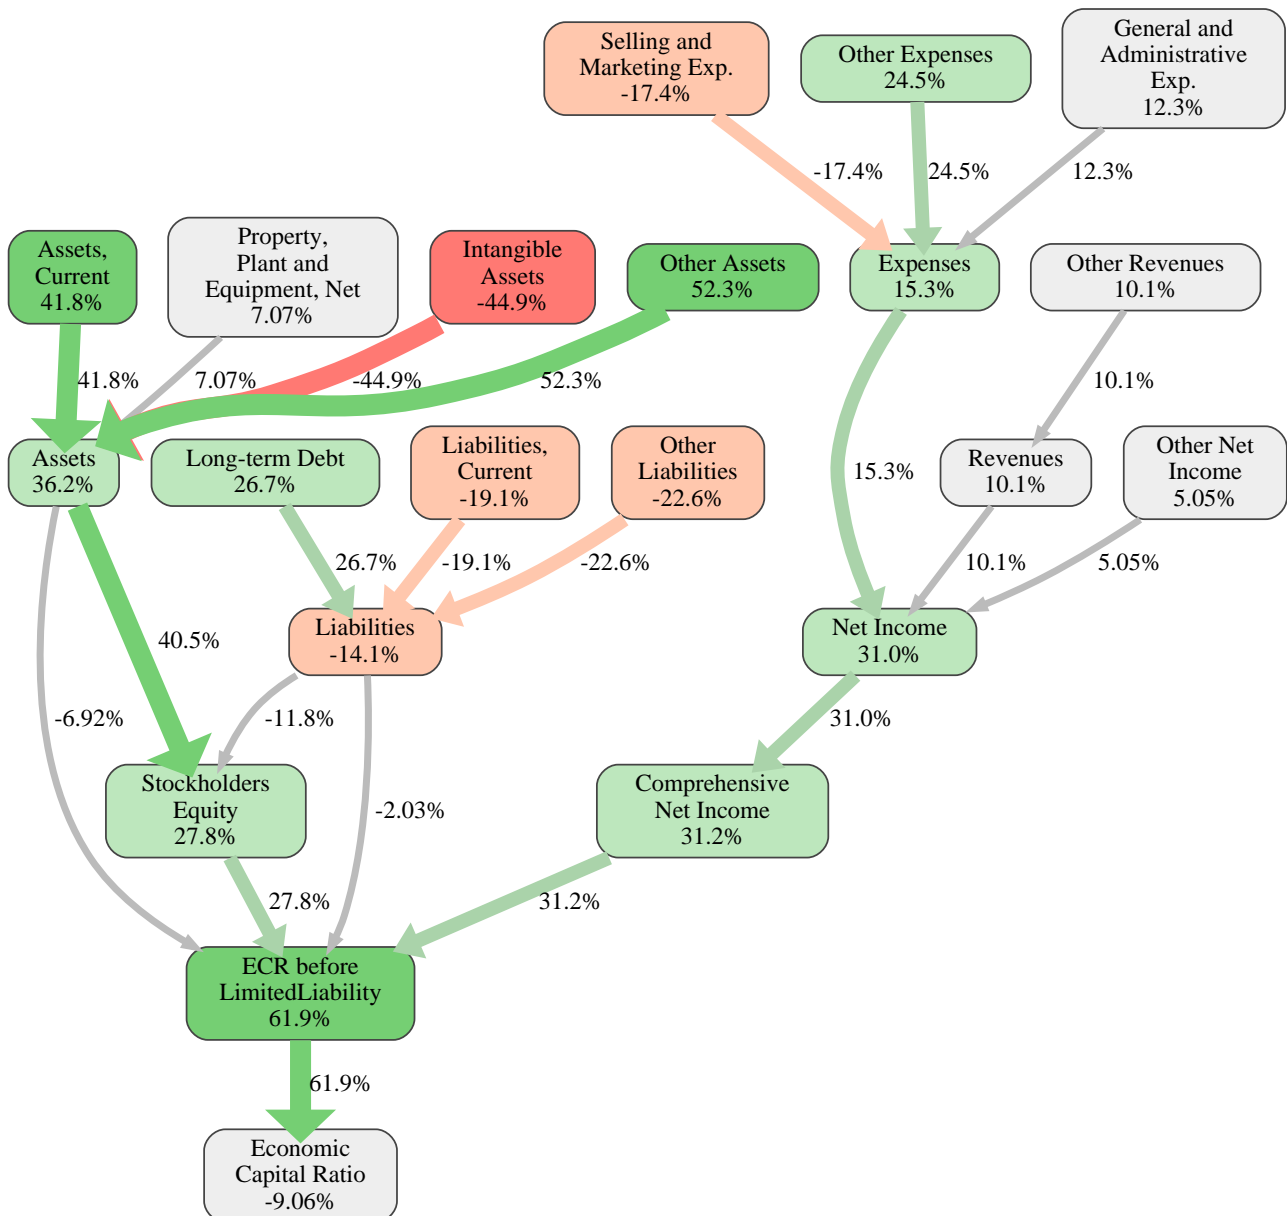 Selling and
Marketing Exp.
-17.4%
Other Expenses
24.5%
General and
Administrative
Exp.
12.3%
-17.4%
24.5%
12.3%
Assets,
Current
41.8%
Property,
Plant and
Equipment, Net
7.07%
Intangible
Assets
-44.9%
Other Assets
52.3%
Expenses
15.3%
Other Revenues
10.1%
41.8%
7.07%
-44.9%
52.3%
10.1%
Assets
36.2%
Long-term Debt
26.7%
Liabilities,
Current
-19.1%
Other
Liabilities
-22.6%
15.3%
Revenues
10.1%
Other Net
Income
5.05%
26.7%
-19.1%
-22.6%
10.1%
5.05%
40.5%
Liabilities
-14.1%
Net Income
31.0%
-6.92%
-11.8%
-2.03%
31.0%
Stockholders
Equity
27.8%
Comprehensive
Net Income
31.2%
27.8%
31.2%
ECR before
LimitedLiability
61.9%
61.9%
Economic
Capital Ratio
-9.06%